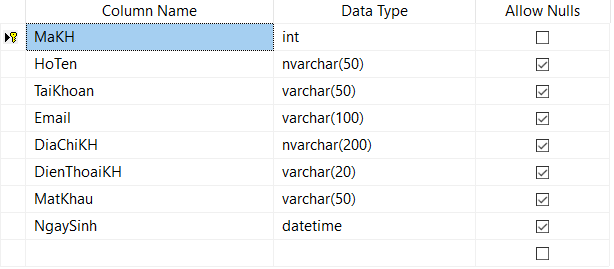 Column Name Data Type Allow Nulls
MaKH int
HoTen nvarchar(50)
TaiKhoan varchar(50)
Email varchar(100)
DiaChiKH nvarchar(200)
DienThoaiKH varchar(20)
MatKhau varchar(50)
NgaySinh datetime